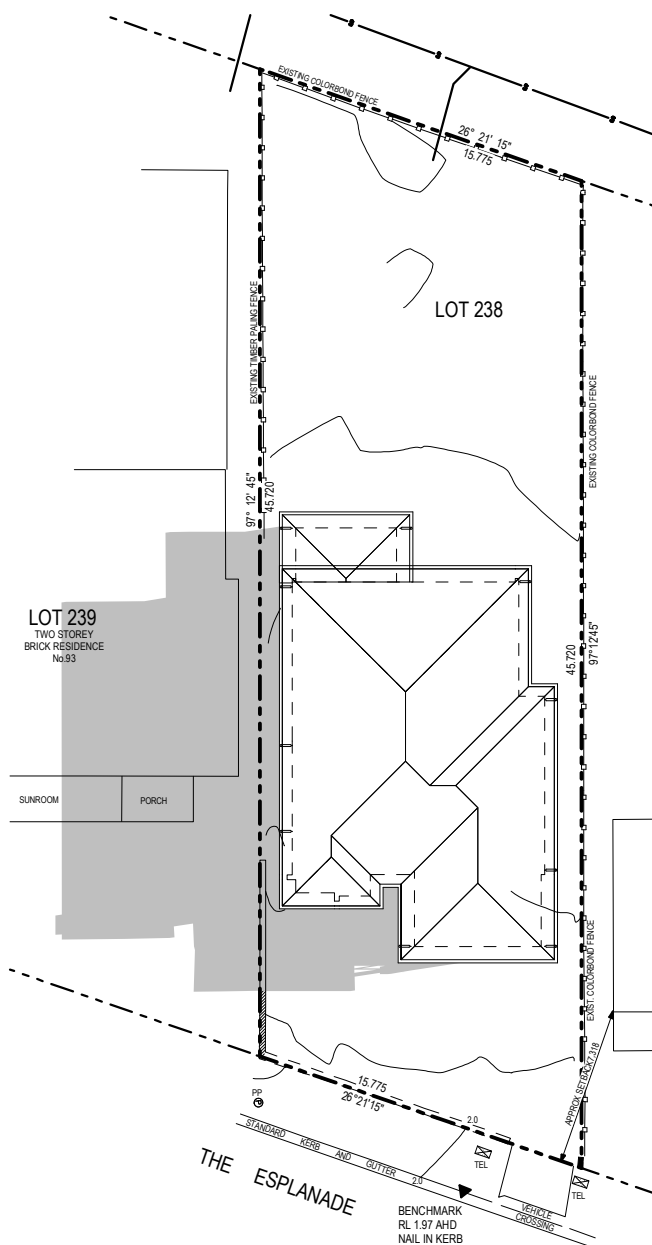 EXISTING COLORBOND FENCE
26° 21' 15"
15.775
LOT 238
EXISTING TIMBER PALING FENCE
EXISTING COLORBOND FENCE
97° 12' 45"
45.720
LOT 239
TWO STOREY
BRICK RESIDENCE
No.93
45.720
97°12'45"
SUNROOM
PORCH
EXIST. COLORBOND FENCE
APPROX SETBACK7.318
15.775
26°21'15"
PP
2.0
STANDARD KERB AND GUTTER
TEL
TEL
2.0
THE ESPLANADE
VEHICLE
CROSSING
BENCHMARK
RL 1.97 AHD
NAIL IN KERB